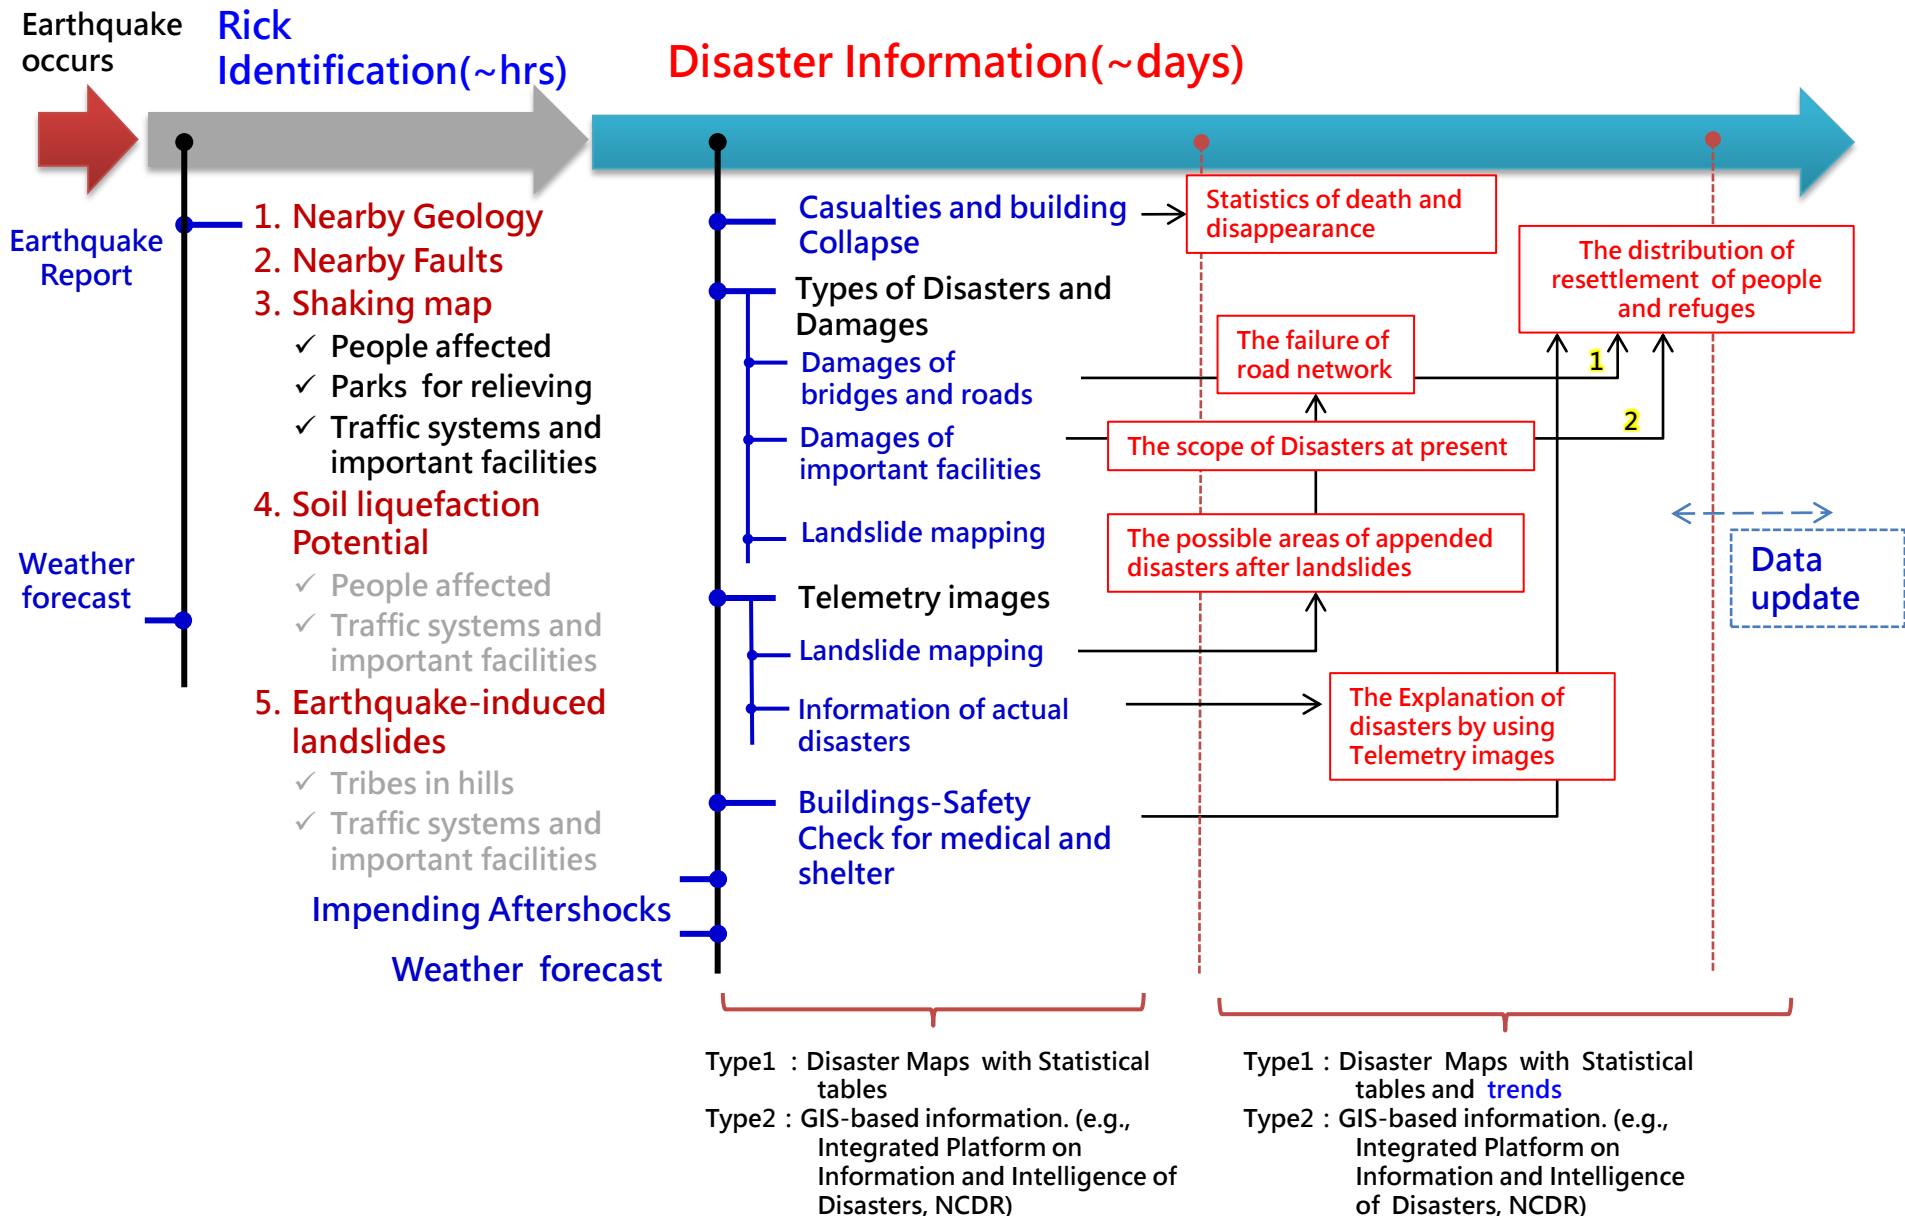 Earthquake
occurs
Rick
Identification(~hrs)
Disaster Information(~days)
Earthquake
Report
Weather
forecast
1. Nearby Geology
2. Nearby Faults
3. Shaking map
✓ People affected
✓ Parks for relieving
✓ Traffic systems and
important facilities
4. Soil liquefaction
Potential
✓ People affected
✓ Traffic systems and
important facilities
5. Earthquake-induced
landslides
✓ Tribes in hills
✓ Traffic systems and
important facilities
Impending Aftershocks
Weather forecast
Casualties and building
Collapse
Types of Disasters and
Damages
Damages of
bridges and roads
Damages of
important facilities
Landslide mapping
Telemetry images
Landslide mapping
Information of actual
disasters
Buildings-Safety
Check for medical and
shelter
Statistics of death and
disappearance
The distribution of
resettlement of people
and refuges
The failure of
road network
1
The scope of Disasters at present
2
The possible areas of appended
disasters after landslides
The Explanation of
disasters by using
Telemetry images
Data
update
Type1 : Disaster Maps with Statistical
tables
Type2 : GIS-based information. (e.g.,
Integrated Platform on
Information and Intelligence of
Disasters, NCDR)
Type1 : Disaster Maps with Statistical
tables and trends
Type2 : GIS-based information. (e.g.,
Integrated Platform on
Information and Intelligence
of Disasters, NCDR)